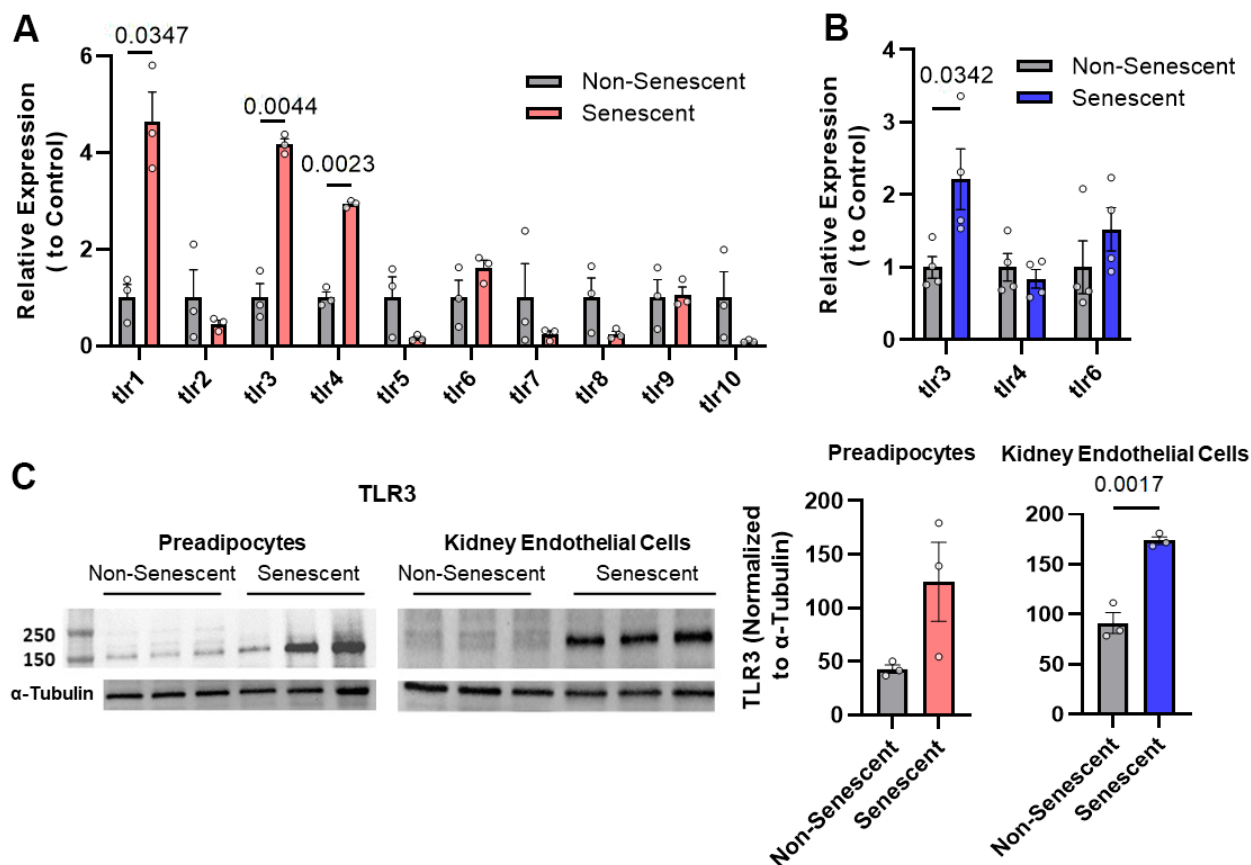 A
0.0347
0.0044
0.0023
Non-Senescent
Senescent
Relative Expression
( to Control)
6
4
2
0
tlr1
tlr2
tlr3
tlr4
tlr5
tlr6
tlr7
tlr8
tlr9
tlr10
B
0.0342
Non-Senescent
Senescent
Relative Expression
( to Control)
4
3
2
1
0
tlr3
tlr4
tlr6
C
TLR3
Preadipocytes
Kidney Endothelial Cells
Non-Senescent
Senescent
Non-Senescent
Senescent
250
150
α-Tubulin
Preadipocytes
TLR3 (Normalized
to α-Tubulin)
200
150
100
50
0
Non-Senescent
Senescent
Kidney Endothelial Cells
0.0017
200
150
100
50
0
Non-Senescent
Senescent